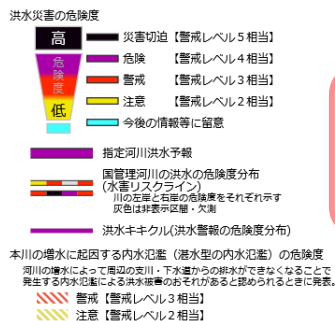 洪水災害の危険度
高
危険度
低
災害切迫【警戒レベル5相当】
危険 【警戒レベル4相当】
警戒 【警戒レベル3相当】
注意 【警戒レベル2相当】
今後の情報等に留意
指定河川洪水予報
国管理河川の洪水の危険度分布
(水害リスクライン)
川の左岸と右岸の危険度をそれぞれ示す
灰色は非表示区間・欠測
洪水キキクル(洪水警報の危険度分布)
本川の増水に起因する内水氾濫(湛水型の内水氾濫)の危険度
河川の増水によって周辺の支川・下水道からの排水ができなくなることで
発生する内水氾濫による洪水被害のおそれがあると認められるときに発表。
警戒【警戒レベル3相当】
注意【警戒レベル2相当】